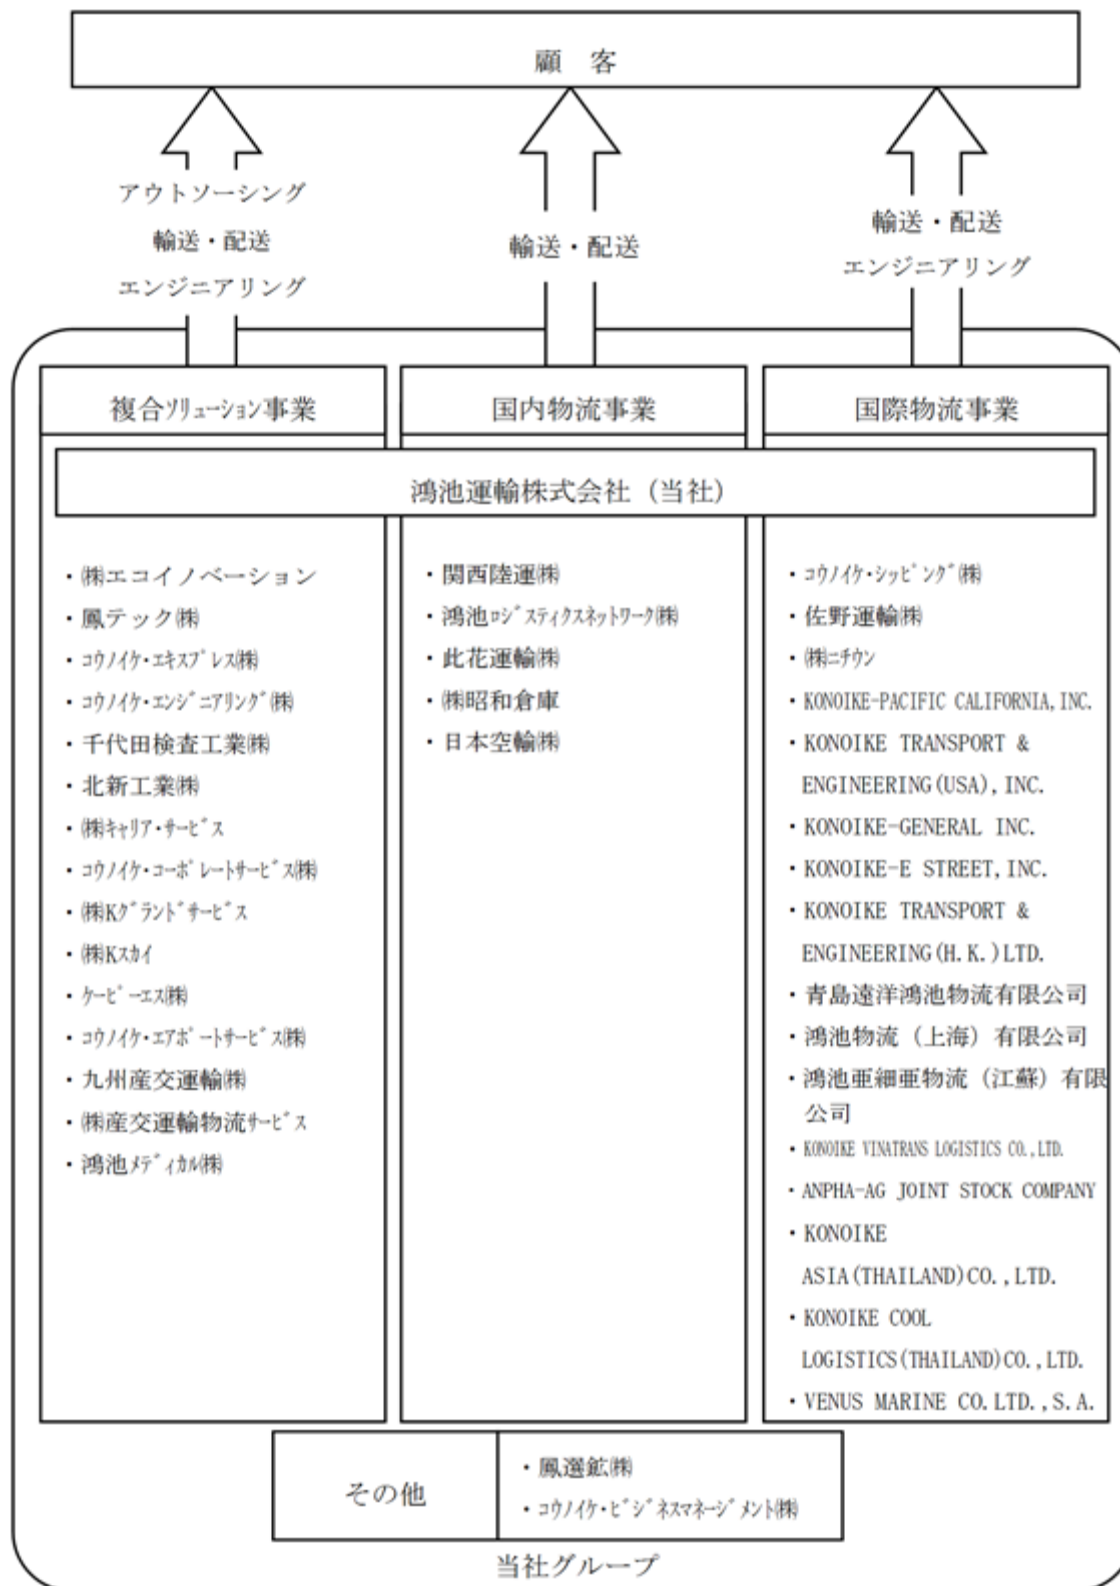 顧　客
アウトソーシング
輸送・配送
エンジニアリング
輸送・配送
輸送・配送
エンジニアリング
複合ｿﾘｭｰｼｮﾝ事業
国内物流事業
国際物流事業
鴻池運輸株式会社（当社）
・㈱エコイノベーション
・鳳テック㈱
・ｺｳﾉｲｹ・ｴｷｽﾌﾟﾚｽ㈱
・ｺｳﾉｲｹ・ｴﾝｼﾞﾆｱﾘﾝｸﾞ㈱
・千代田検査工業㈱
・北新工業㈱
・㈱ｷｬﾘｱ・ｻｰﾋﾞｽ
・ｺｳﾉｲｹ・ｺｰﾎﾟﾚｰﾄｻｰﾋﾞｽ㈱
・㈱Kｸﾞﾗﾝﾄﾞｻｰﾋﾞｽ
・㈱Kｽｶｲ
・ｹｰﾋﾟｰｴｽ㈱
・ｺｳﾉｲｹ・ｴｱﾎﾟｰﾄｻｰﾋﾞｽ㈱
・九州産交運輸㈱
・㈱産交運輸物流ｻｰﾋﾞｽ
・鴻池ﾒﾃﾞｨｶﾙ㈱
・関西陸運㈱
・鴻池ﾛｼﾞｽﾃｨｸｽﾈｯﾄﾜｰｸ㈱
・此花運輸㈱
・㈱昭和倉庫
・日本空輸㈱
・ｺｳﾉｲｹ・ｼｯﾋﾟﾝｸﾞ㈱
・佐野運輸㈱
・㈱ﾆﾁｳﾝ
・KONOIKE-PACIFIC CALIFORNIA,INC.
・KONOIKE TRANSPORT &
ENGINEERING(USA),INC.
・KONOIKE-GENERAL INC.
・KONOIKE-E STREET,INC.
・KONOIKE TRANSPORT &
ENGINEERING(H.K.)LTD.
・青島遠洋鴻池物流有限公司
・鴻池物流（上海）有限公司
・鴻池亜細亜物流（江蘇）有限
公司
・KONOIKE VINATRANS LOGISTICS CO.,LTD.
・ANPHA-AG JOINT STOCK COMPANY
・KONOIKE
ASIA(THAILAND)CO.,LTD.
・KONOIKE COOL
LOGISTICS(THAILAND)CO.,LTD.
・VENUS MARINE CO.LTD.,S.A.
その他
・鳳選鉱㈱
・ｺｳﾉｲｹ・ﾋﾞｼﾞﾈｽﾏﾈｰｼﾞﾒﾝﾄ㈱
当社グループ